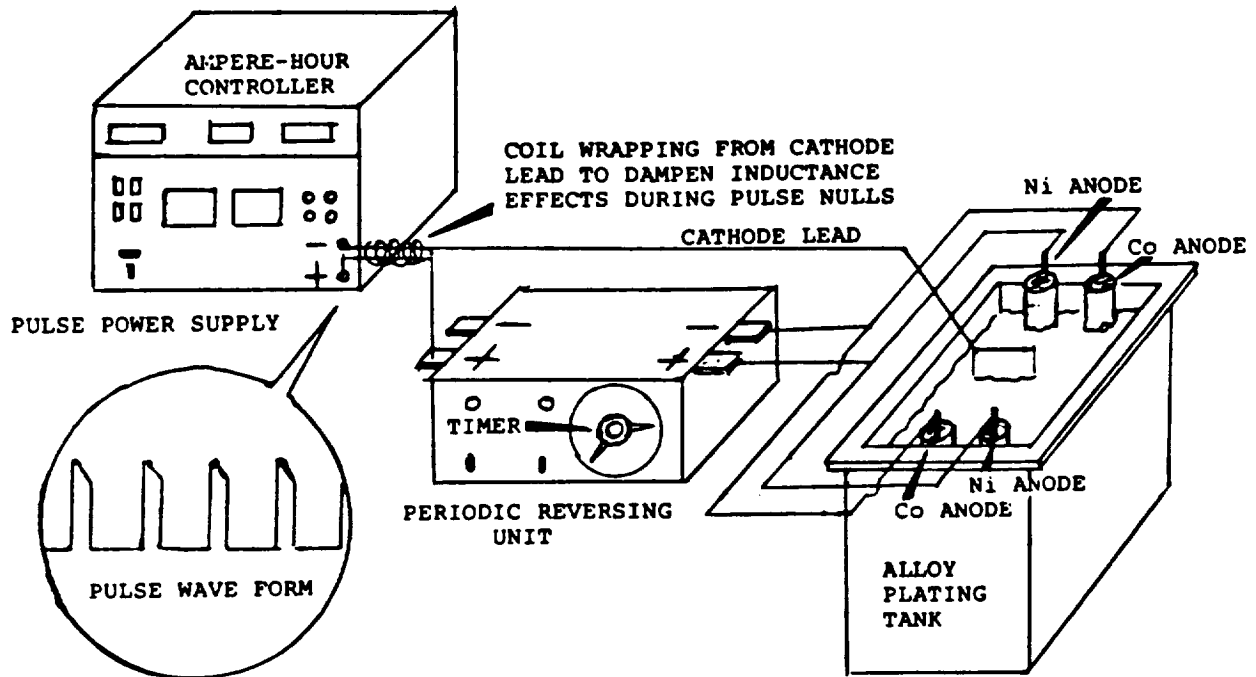 AMPERE-HOUR
CONTROLLER
COIL WRAPPING FROM CATHODE
LEAD TO DAMPEN INDUCTANCE
EFFECTS DURING PULSE NULLS
Ni ANODE
CATHODE LEAD
Co ANODE
−
+
PULSE POWER SUPPLY
−
−
+
+
TIMER
PERIODIC REVERSING
UNIT
Ni ANODE
Co ANODE
PULSE WAVE FORM
ALLOY
PLATING
TANK